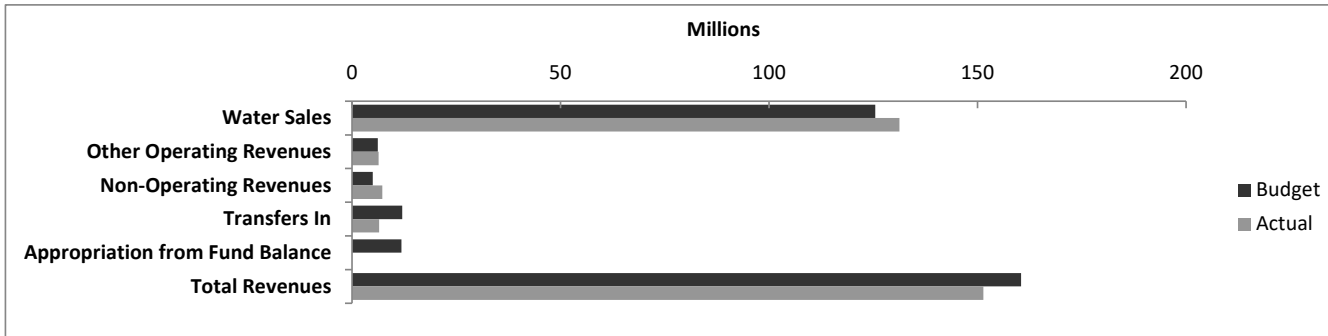 Millions
0 50 100 150 200
Water Sales
Other Operating Revenues
Non-Operating Revenues
Transfers In
Appropriation from Fund Balance
Total Revenues
Budget
Actual